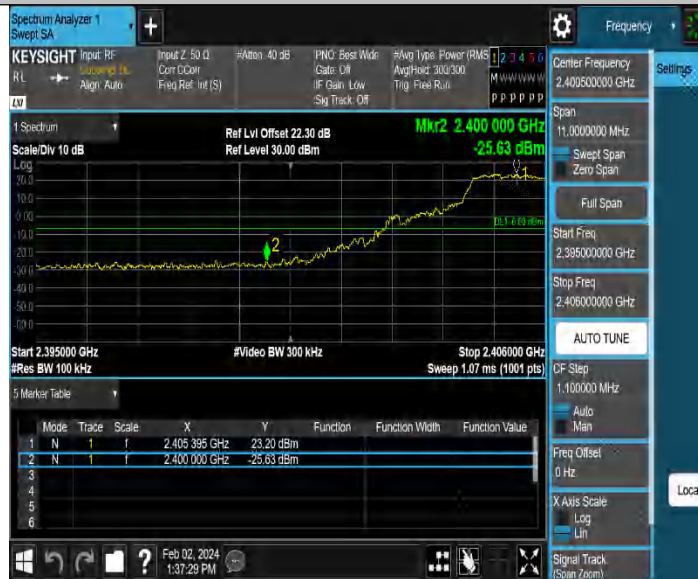 Spectrum Analyzer 1
Swept SA
+
Frequency
Settings
KEYSIGHT
RL
LXI
Input: RF
Coupling: DC
Align: Auto
Input Z: 50 Ω
Corr CCorr
Freq Ref: Int (S)
#Atten: 40 dB
PNO: Best Wide
Gate: Off
IF Gain: Low
Sig Track: Off
#Avg Type: Power (RMS
Avg|Hold: 300/300
Trig: Free Run
1 2 3 4 5 6
M W W W W W
P P P P P P
1 Spectrum
Scale/Div 10 dB
Ref Lvl Offset 22.30 dB
Ref Level 30.00 dBm
Mkr2 2.400 000 GHz
-25.63 dBm
Log
20.0
10.0
0.00
-10.0
-20.0
-30.0
-40.0
-50.0
-60.0
1
2
Start 2.395000 GHz
#Res BW 100 kHz
#Video BW 300 kHz
Stop 2.406000 GHz
Sweep 1.07 ms (1001 pts)
5 Marker Table
Mode Trace Scale X Y Function Function Width Function Value
1 N 1 f 2.405 395 GHz 23.20 dBm
2 N 1 f 2.400 000 GHz -25.63 dBm
3
4
5
6
Feb 02, 2024
1:37:29 PM
?
Center Frequency
2.400500000 GHz
Span
11.0000000 MHz
Swept Span
Zero Span
Full Span
Start Freq
2.395000000 GHz
Stop Freq
2.406000000 GHz
AUTO TUNE
CF Step
1.100000 MHz
Auto
Man
Freq Offset
0 Hz
X Axis Scale
Log
Lin
Signal Track
(Span Zoom)
Loca